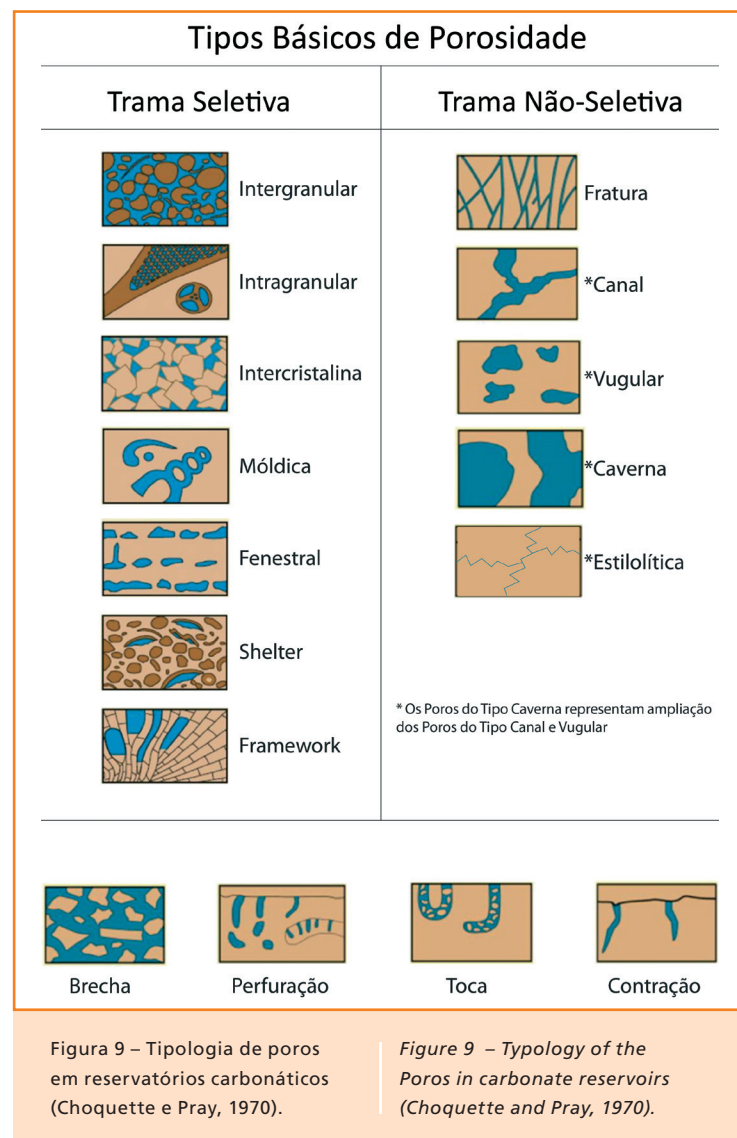 Tipos Básicos de Porosidade
Trama Seletiva
Intergranular
Intragranular
Intercristalina
Móldica
Fenestral
Shelter
Framework
Trama Não-Seletiva
Fratura
*Canal
*Vugular
*Caverna
*Estilolítica
* Os Poros do Tipo Caverna representam ampliação
dos Poros do Tipo Canal e Vugular
Brecha
Perfuração
Toca
Contração
Figura 9 – Tipologia de poros
em reservatórios carbonáticos
(Choquette e Pray, 1970).
Figure 9 – Typology of the
Poros in carbonate reservoirs
(Choquette and Pray, 1970).